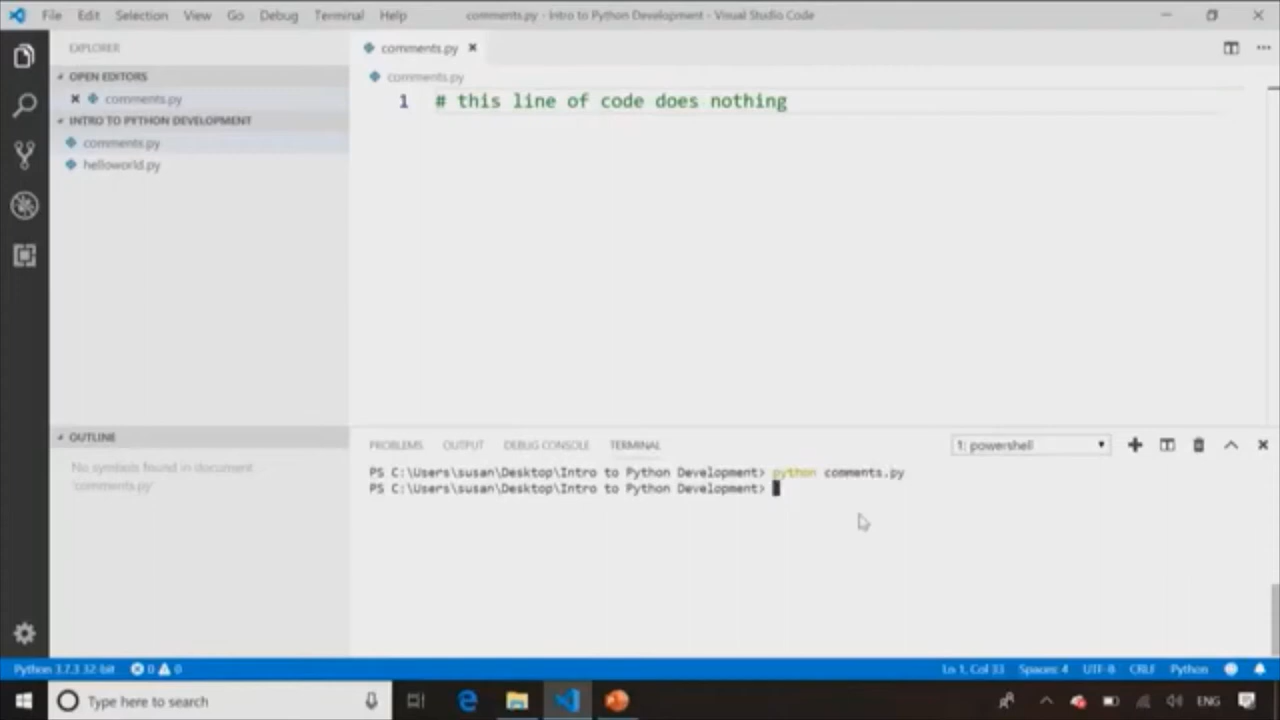 File Edit Selection View Go Debug Terminal Help comments.py - Intro to Python Development - Visual Studio Code
EXPLORER
OPEN EDITORS
comments.py
INTRO TO PYTHON DEVELOPMENT
comments.py
helloworld.py
OUTLINE
No symbols found in document
'comments.py'
comments.py
comments.py
1 # this line of code does nothing
PROBLEMS OUTPUT DEBUG CONSOLE TERMINAL 1: powershell
PS C:\Users\susan\Desktop\Intro to Python Development> python comments.py
PS C:\Users\susan\Desktop\Intro to Python Development>
Python 3.7.3 32-bit 0 0 Ln 1, Col 33 Spaces: 4 UTF-8 CRLF Python
Type here to search ENG